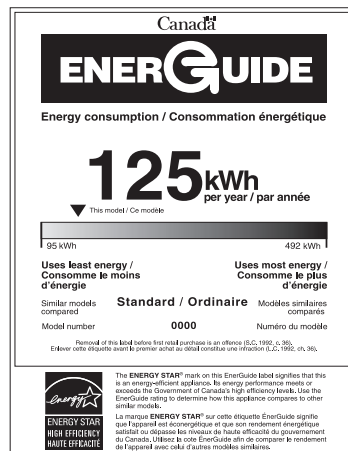 Canada
ENERGUIDE
Energy consumption / Consommation énergétique
125 kWh
per year / par année
This model / Ce modèle
95 kWh 492 kWh
Uses least energy / Uses most energy /
Consomme le moins Consomme le plus
d'énergie d'énergie
Similar models Standard / Ordinaire Modèles similaires
compared comparés
Model number 0000 Numéro du modèle
Removal of this label before first retail purchase is an offence (S.C. 1992, c. 36).
Enlever cette étiquette avant le premier achat au détail constitue une infraction (L.C. 1992, ch. 36).
energy
ENERGY STAR
HIGH EFFICIENCY
HAUTE EFFICACITÉ
The ENERGY STAR® mark on this EnerGuide label signifies that
this is an energy-efficient appliance. Its energy performance meets or
exceeds the Government of Canada's high efficiency levels. Use the
EnerGuide rating to determine how this appliance compares to other
similar models.
La marque ENERGY STAR® sur cette étiquette ÉnerGuide signifie
que l'appareil est éconergétique et que son rendement énergétique
satisfait ou dépasse les niveaux de haute efficacité du gouvernement
du Canada. Utilisez la cote ÉnerGuide afin de comparer le rendement
de l'appareil avec celui d'autres modèles similaires.